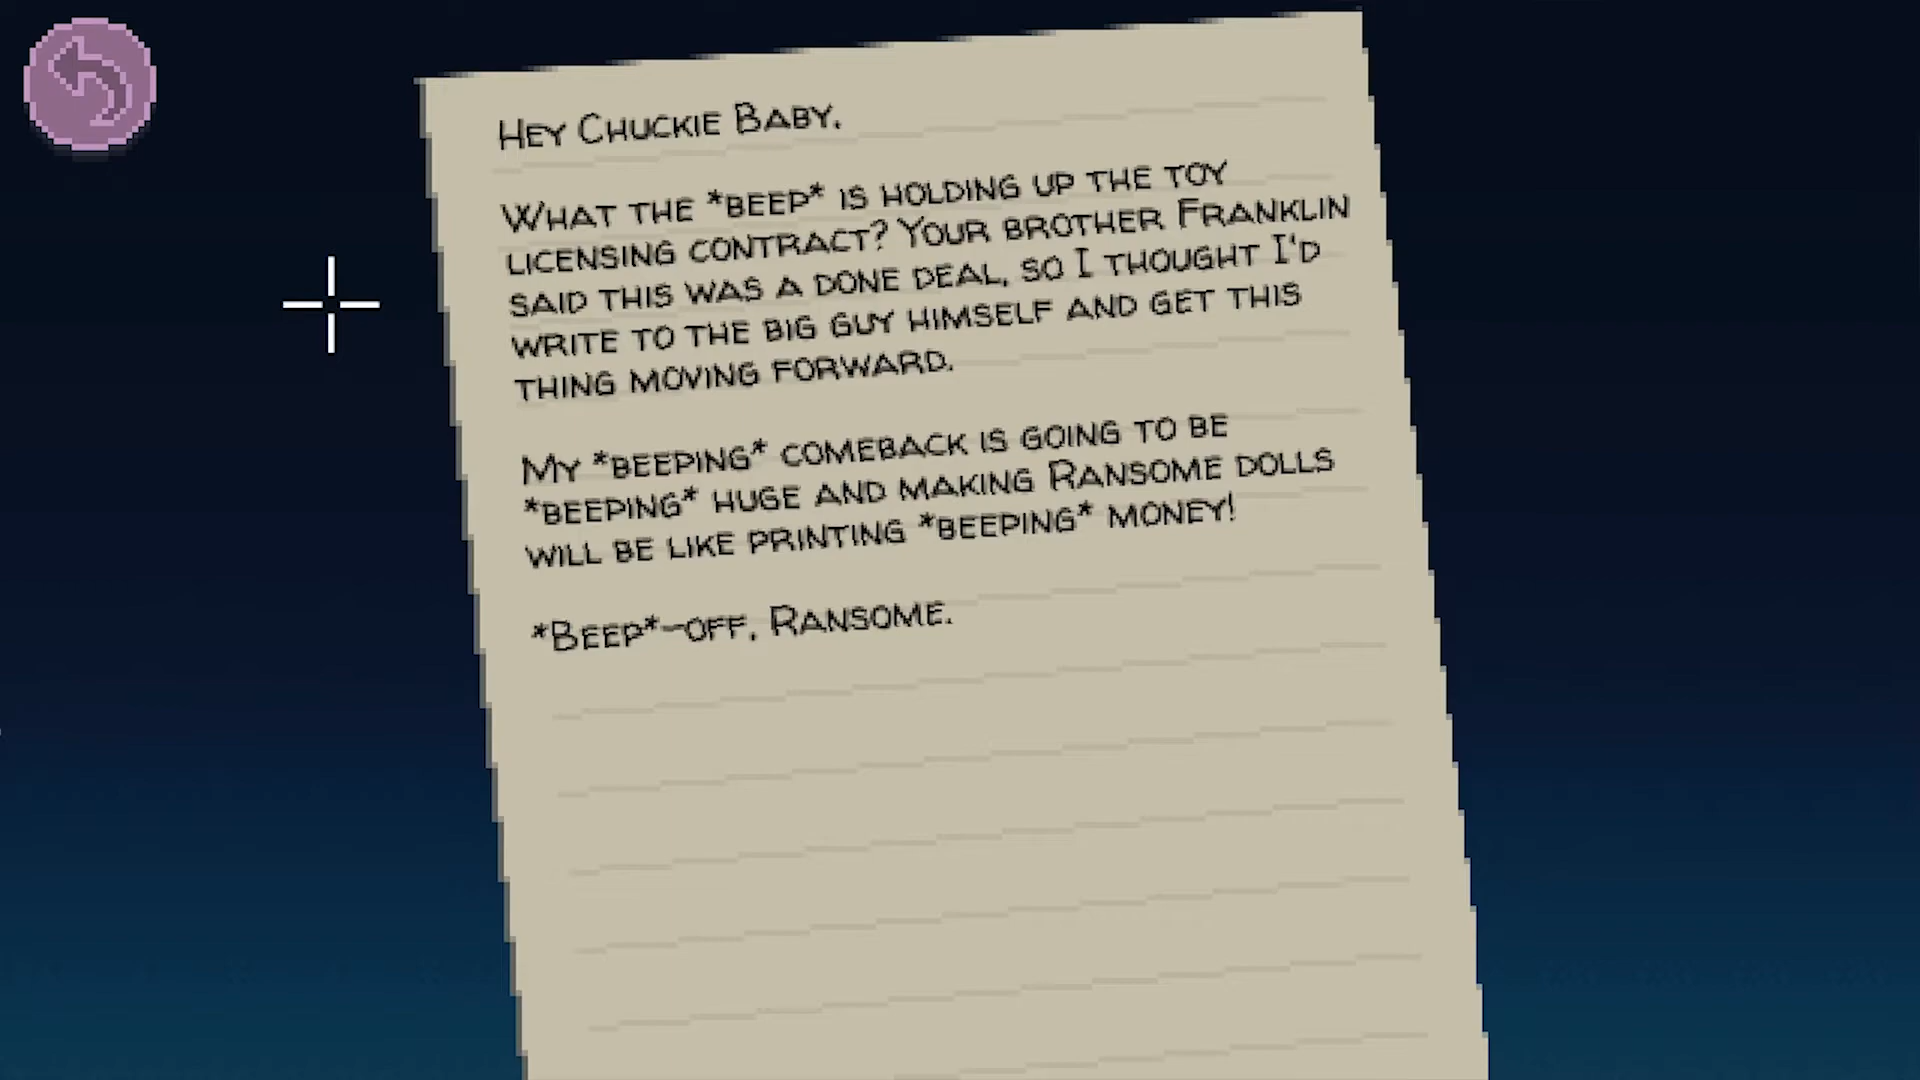 Hey Chuckie Baby,
What the *beep* is holding up the toy
licensing contract? Your brother Franklin
said this was a done deal, so I thought I'd
write to the big guy himself and get this
thing moving forward.
My *beeping* comeback is going to be
*beeping* huge and making Ransome dolls
will be like printing *beeping* money!
*Beep*-off, Ransome.